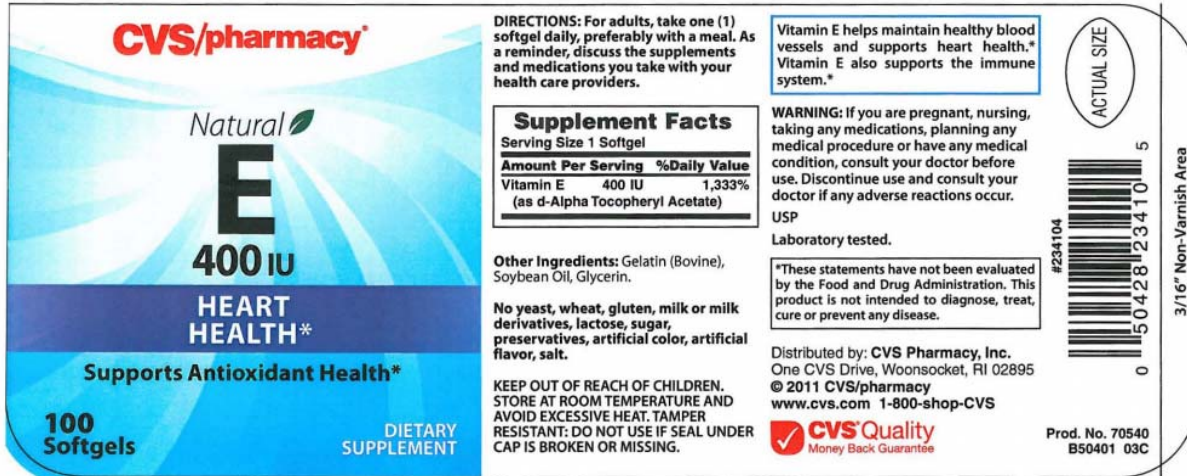 CVS/pharmacy®
Natural
E
400 IU
HEART
HEALTH*
Supports Antioxidant Health*
100
Softgels
DIETARY
SUPPLEMENT
DIRECTIONS: For adults, take one (1)
softgel daily, preferably with a meal. As
a reminder, discuss the supplements
and medications you take with your
health care providers.
Supplement Facts
Serving Size 1 Softgel
Amount Per Serving %Daily Value
Vitamin E 400 IU 1,333%
(as d-Alpha Tocopheryl Acetate)
Other Ingredients: Gelatin (Bovine),
Soybean Oil, Glycerin.
No yeast, wheat, gluten, milk or milk
derivatives, lactose, sugar,
preservatives, artificial color, artificial
flavor, salt.
KEEP OUT OF REACH OF CHILDREN.
STORE AT ROOM TEMPERATURE AND
AVOID EXCESSIVE HEAT. TAMPER
RESISTANT: DO NOT USE IF SEAL UNDER
CAP IS BROKEN OR MISSING.
Vitamin E helps maintain healthy blood
vessels and supports heart health.*
Vitamin E also supports the immune
system.*
WARNING: If you are pregnant, nursing,
taking any medications, planning any
medical procedure or have any medical
condition, consult your doctor before
use. Discontinue use and consult your
doctor if any adverse reactions occur.
USP
Laboratory tested.
*These statements have not been evaluated
by the Food and Drug Administration. This
product is not intended to diagnose, treat,
cure or prevent any disease.
Distributed by: CVS Pharmacy, Inc.
One CVS Drive, Woonsocket, RI 02895
© 2011 CVS/pharmacy
www.cvs.com 1-800-shop-CVS
CVS® Quality
Money Back Guarantee
ACTUAL SIZE
#234104
0 50428 23410 5
Prod. No. 70540
B50401 03C
3/16" Non-Varnish Area